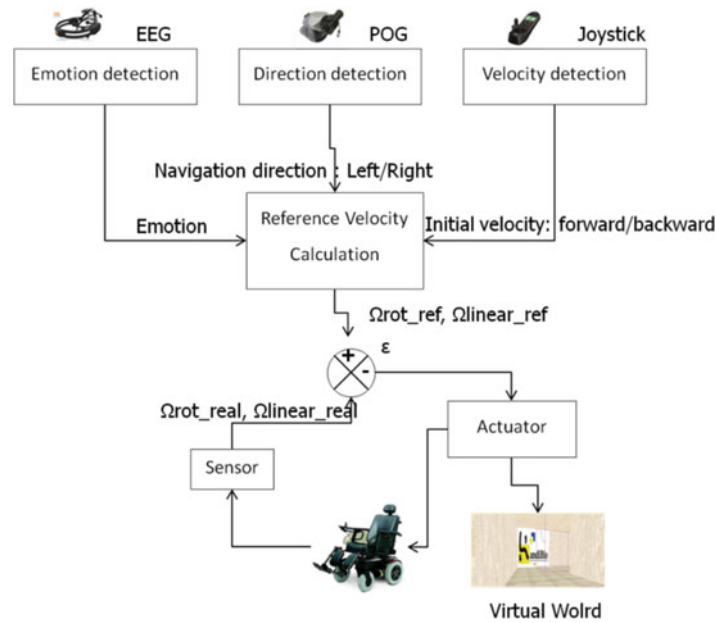 EEG
POG
Joystick
Emotion detection
Direction detection
Velocity detection
Navigation direction : Left/Right
Emotion
Reference Velocity
Calculation
Initial velocity: forward/backward
Ωrot_ref, Ωlinear_ref
+
ε
-
Ωrot_real, Ωlinear_real
Actuator
Sensor
Virtual Wolrd